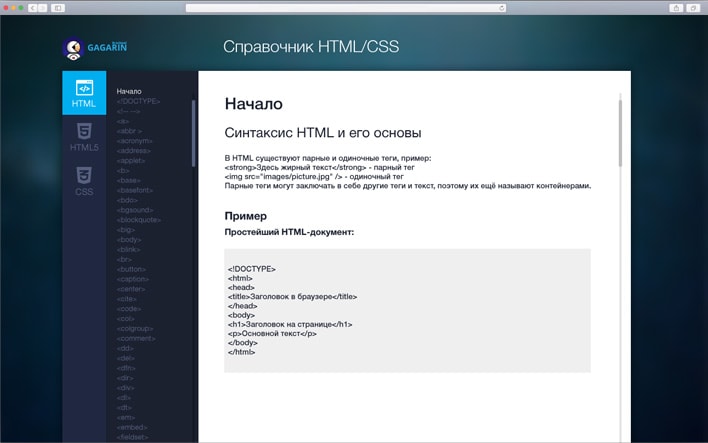 GAGARIN
Справочник HTML/CSS
HTML
HTML5
CSS
Начало
<!DOCTYPE>
<!-- -->
<a>
<abbr >
<acronym>
<address>
<applet>
<b>
<base>
<basefont>
<bdo>
<bgsound>
<blockquote>
<big>
<body>
<blink>
<br>
<button>
<caption>
<center>
<cite>
<code>
<col>
<colgroup>
<comment>
<dd>
<del>
<dfn>
<dir>
<div>
<dl>
<dt>
<em>
<embed>
<fieldset>
Начало
Синтаксис HTML и его основы
В HTML существуют парные и одиночные теги, пример:
<strong>Здесь жирный текст</strong> - парный тег
<img src="images/picture.jpg" /> - одиночный тег
Парные теги могут заключать в себе другие теги и текст, поэтому их ещё называют контейнерами.
Пример
Простейший HTML-документ:
<!DOCTYPE>
<html>
<head>
<title>Заголовок в браузере</title>
</head>
<body>
<h1>Заголовок на странице</h1>
<p>Основной текст</p>
</body>
</html>